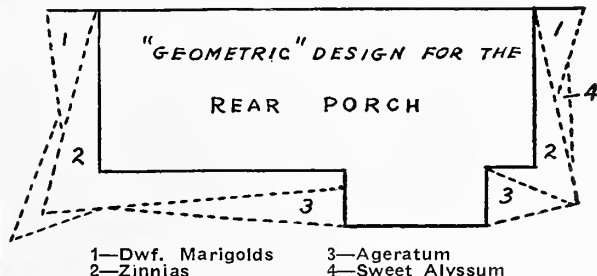 1 1
"GEOMETRIC" DESIGN FOR THE
REAR PORCH
4
2 2
3 3
1—Dwf. Marigolds 3—Ageratum
2—Zinnias 4—Sweet Alyssum